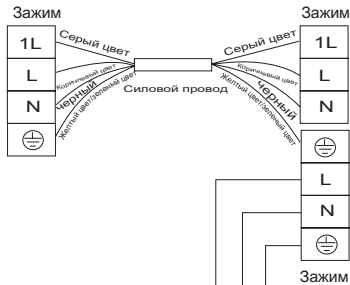 Зажим
1L
L
N
Серый цвет
Коричневый цвет
Черный
Желтый цвет/зеленый цвет
Силовой провод
Серый цвет
Коричневый цвет
Черный
Желтый цвет/зеленый цвет
Зажим
1L
L
N
L
N
Зажим